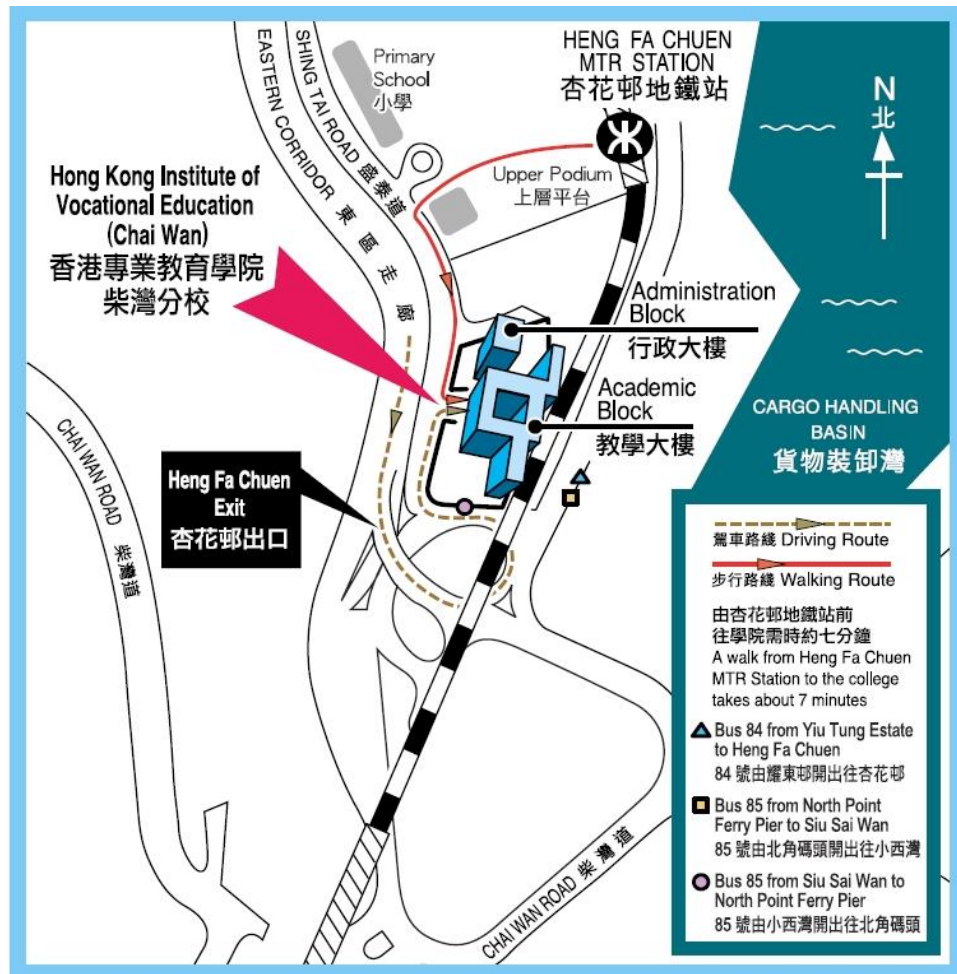 HENG FA CHUEN
MTR STATION
杏花邨地鐵站
N
北
Primary
School
小學
SHING TAI ROAD 盛泰道
EASTERN CORRIDOR 東區走廊
Upper Podium
上層平台
Hong Kong Institute of
Vocational Education
(Chai Wan)
香港專業教育學院
柴灣分校
Administration
Block
行政大樓
Academic
Block
教學大樓
CARGO HANDLING
BASIN
貨物裝卸灣
CHAI WAN ROAD 柴灣道
Heng Fa Chuen
Exit
杏花邨出口
CHAI WAN ROAD 柴灣道
駕車路綫 Driving Route
步行路綫 Walking Route
由杏花邨地鐵站前
往學院需時約七分鐘
A walk from Heng Fa Chuen
MTR Station to the college
takes about 7 minutes
Bus 84 from Yiu Tung Estate
to Heng Fa Chuen
84 號由耀東邨開出往杏花邨
Bus 85 from North Point
Ferry Pier to Siu Sai Wan
85 號由北角碼頭開出往小西灣
Bus 85 from Siu Sai Wan to
North Point Ferry Pier
85 號由小西灣開出往北角碼頭